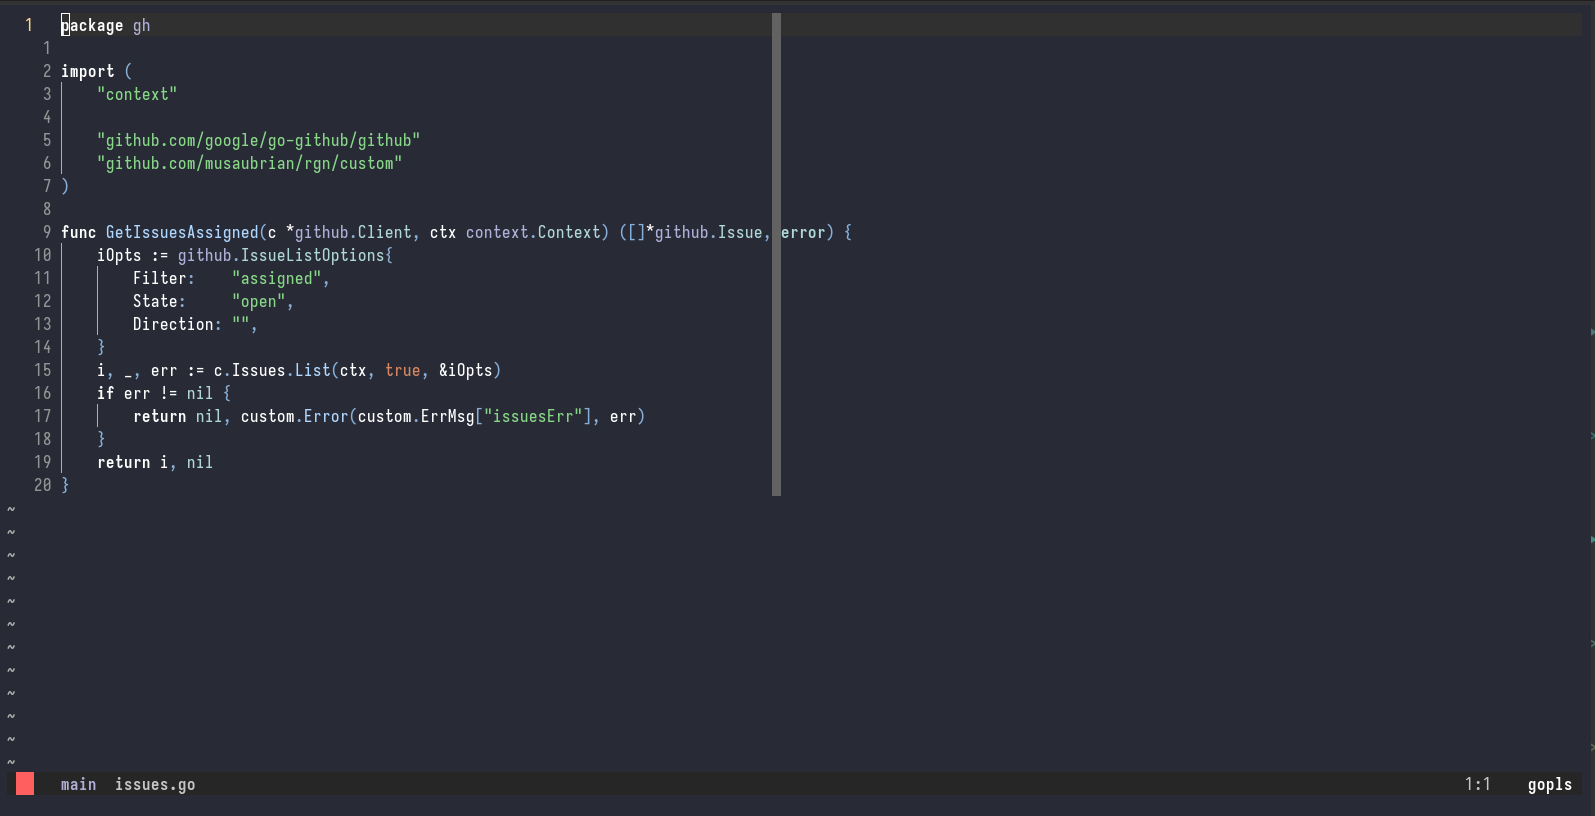 1   package gh
1
2 import (
3     "context"
4
5     "github.com/google/go-github/github"
6     "github.com/musaubrian/rgn/custom"
7 )
8
9 func GetIssuesAssigned(c *github.Client, ctx context.Context) ([]*github.Issue, error) {
10     iOpts := github.IssueListOptions{
11         Filter:    "assigned",
12         State:     "open",
13         Direction: "",
14     }
15     i, _, err := c.Issues.List(ctx, true, &iOpts)
16     if err != nil {
17         return nil, custom.Error(custom.ErrMsg["issuesErr"], err)
18     }
19     return i, nil
20 }
~
~
~
~
~
~
~
~
~
~
~
~
main  issues.go  1:1  gopls